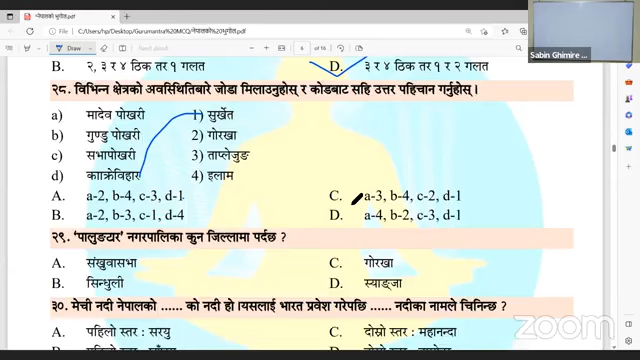 नेपालको भुगोल.pdf
File C:/Users/hp/Desktop/Gurumantra%20MCQ/नेपालको%20भुगोल.pdf
Draw
6 of 16
Sabin Ghimire ...
B. २, ३ र ४ ठिक तर १ गलत D. ३ र ४ ठिक तर १ र २ गलत
२८. विभिन्न क्षेत्रको अवस्थितिबारे जोडा मिलाउनुहोस् र कोडबाट सहि उत्तर पहिचान गर्नुहोस् ।
a) मादेव पोखरी 1) सुर्खेत
b) गुण्डु पोखरी 2) गोरखा
c) सभापोखरी 3) ताप्लेजुङ
d) काक्रेविहार 4) इलाम
A. a-2, b-4, c-3, d-1 C. a-3, b-4, c-2, d-1
B. a-2, b-3, c-1, d-4 D. a-4, b-2, c-3, d-1
२९. 'पालुङटार' नगरपालिका कुन जिल्लामा पर्दछ ?
A. संखुवासभा C. गोरखा
B. सिन्धुली D. स्याङ्जा
३०. मेची नदी नेपालको ...... को नदी हो ।यसलाई भारत प्रवेश गरेपछि ...... नदीका नामले चिनिन्छ ?
A. पहिलो स्तर : सरयु C. दोस्रो स्तर : महानन्दा
zoom